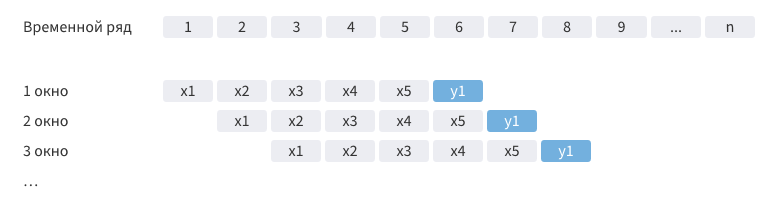 Временной ряд 1 2 3 4 5 6 7 8 9 ... n
1 окно x1 x2 x3 x4 x5 y1
2 окно x1 x2 x3 x4 x5 y1
3 окно x1 x2 x3 x4 x5 y1
...